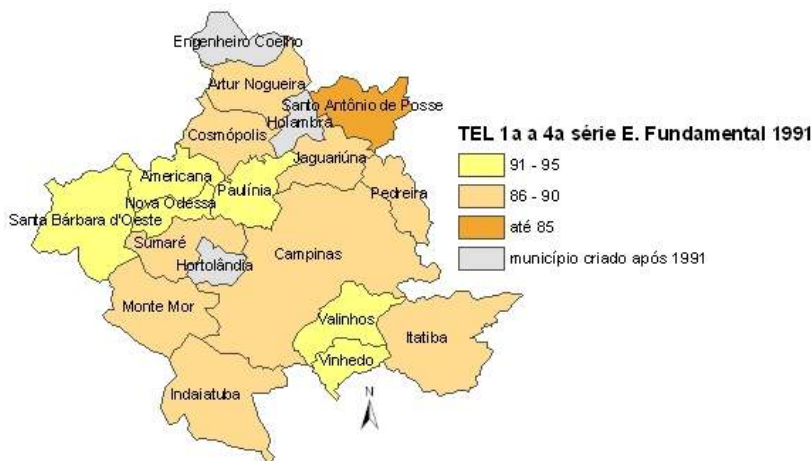 Engenheiro Coelho
Artur Nogueira
Santo Antônio de Posse
Holambra
Cosmópolis
Jaguariúna
Americana
Paulínia
Pedreira
Nova Odessa
Santa Bárbara d'Oeste
Sumaré
Hortolândia
Campinas
Monte Mor
Valinhos
Itatiba
Vinhedo
Indaiatuba
N
TEL 1a a 4a série E. Fundamental 1991
91 - 95
86 - 90
até 85
município criado após 1991